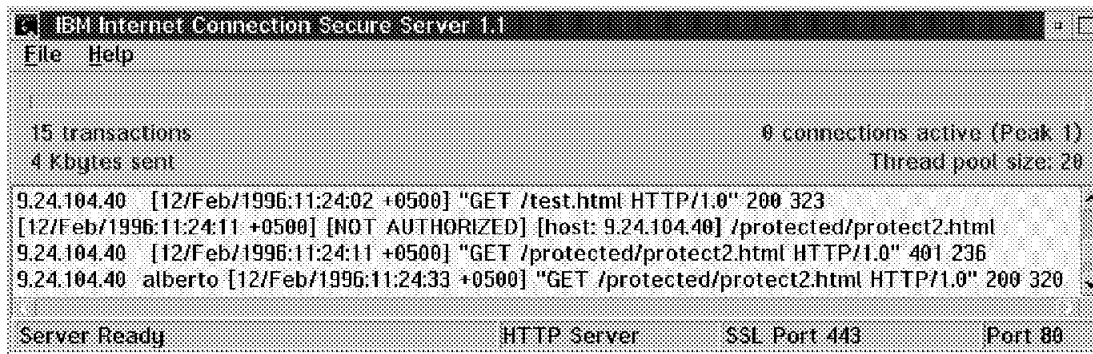 IBM Internet Connection Secure Server 1.1
File Help
15 transactions 0 connections active (Peak 1)
4 Kbytes sent Thread pool size: 20
9.24.104.40 [12/Feb/1996:11:24:02 +0500] "GET /test.html HTTP/1.0" 200 323
[12/Feb/1996:11:24:11 +0500] [NOT AUTHORIZED] [host: 9.24.104.40] /protected/protect2.html
9.24.104.40 [12/Feb/1996:11:24:11 +0500] "GET /protected/protect2.html HTTP/1.0" 401 236
9.24.104.40 alberto [12/Feb/1996:11:24:33 +0500] "GET /protected/protect2.html HTTP/1.0" 200 320
Server Ready HTTP Server SSL Port 443 Port 80